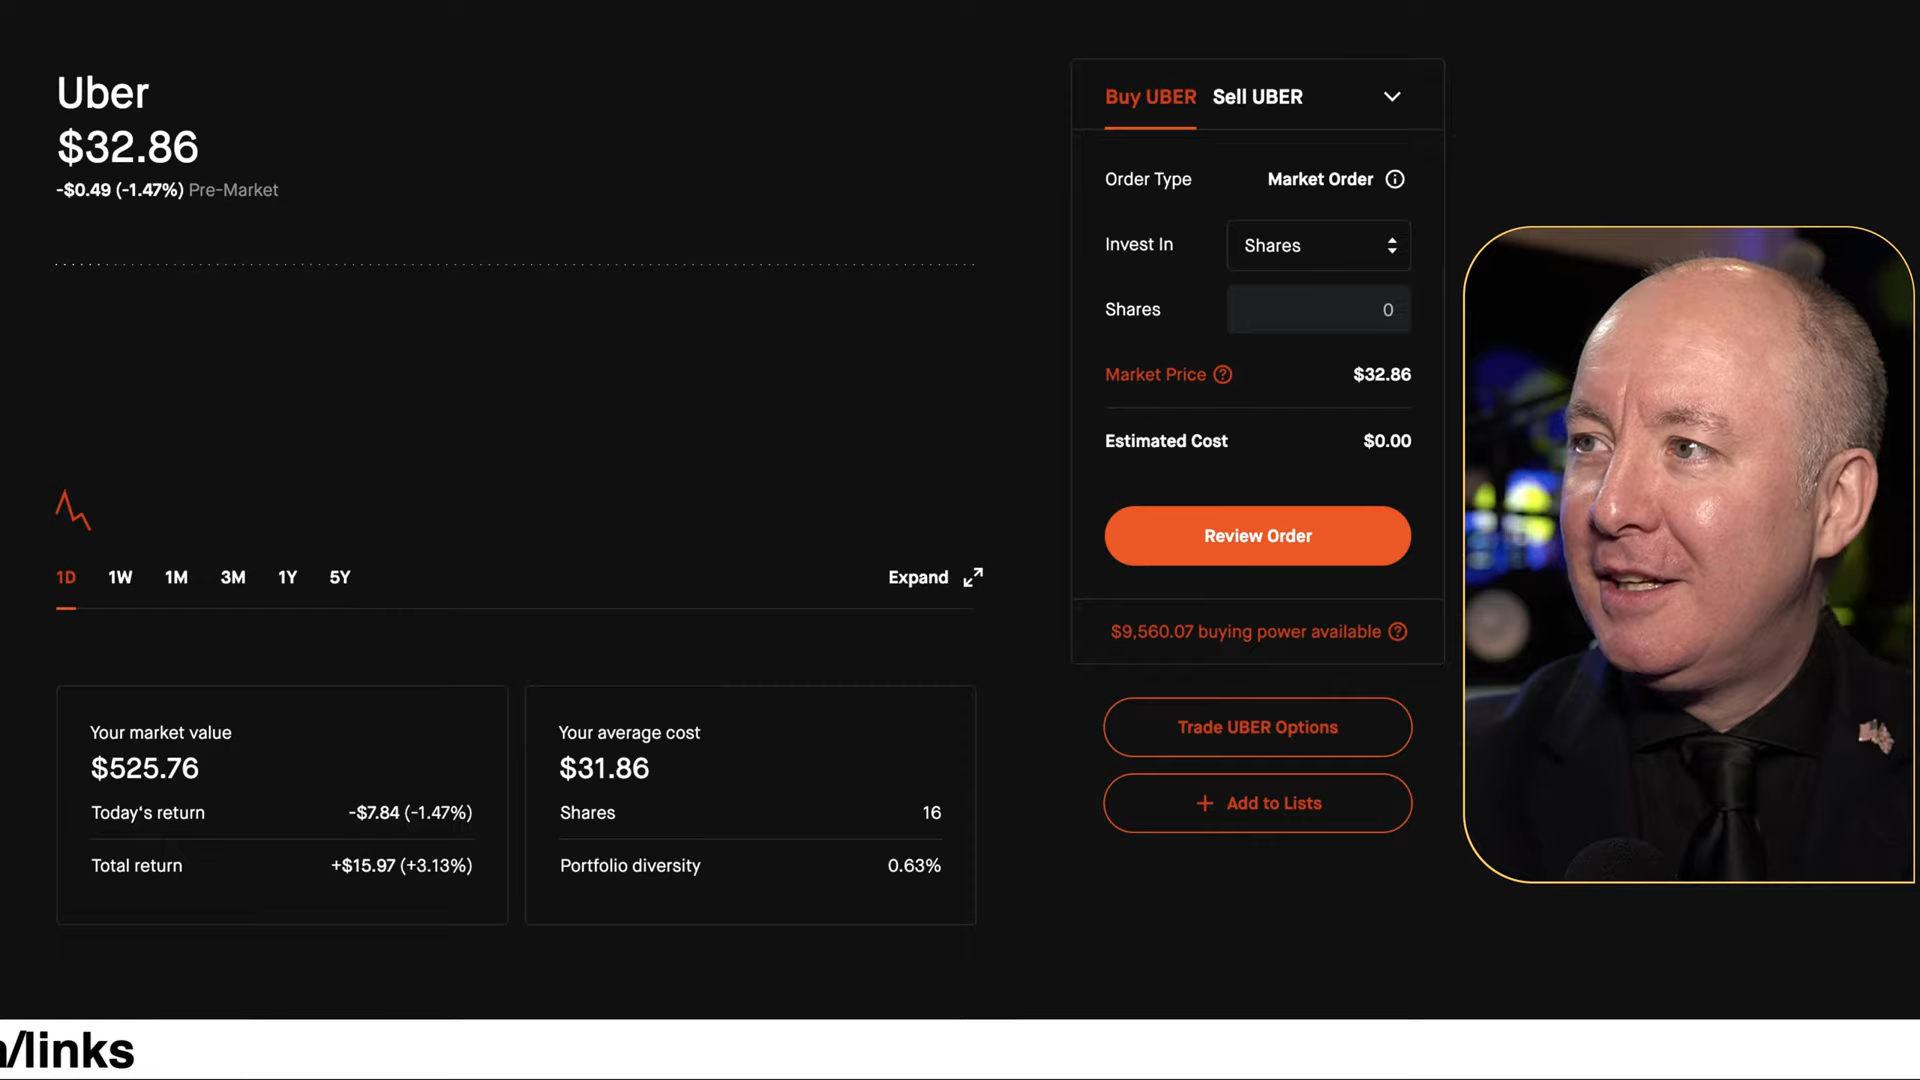 Uber
$32.86
-$0.49 (-1.47%) Pre-Market
1D 1W 1M 3M 1Y 5Y
Expand
Your market value
$525.76
Today's return -$7.84 (-1.47%)
Total return +$15.97 (+3.13%)
Your average cost
$31.86
Shares 16
Portfolio diversity 0.63%
Buy UBER Sell UBER
Order Type Market Order
Invest In Shares
Shares 0
Market Price $32.86
Estimated Cost $0.00
Review Order
$9,560.07 buying power available
Trade UBER Options
+ Add to Lists
/links